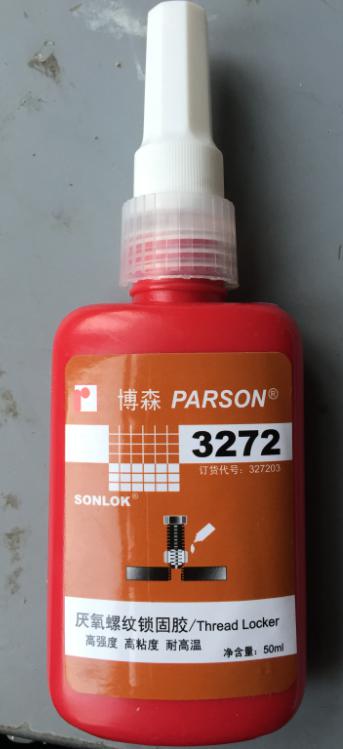 博森 PARSON®
3272
订货代号：327203
SONLOK®
厌氧螺纹锁固胶/Thread Locker
高强度 高粘度 耐高温 净含量：50ml